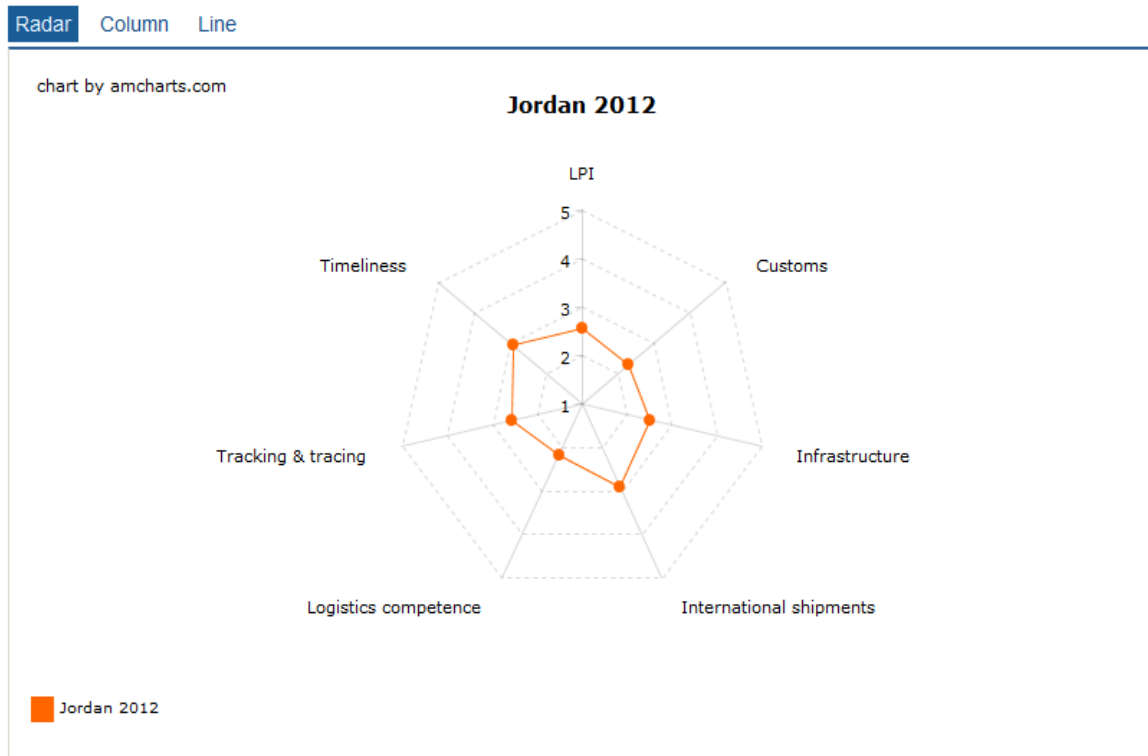 Radar Column Line
chart by amcharts.com
Jordan 2012
LPI
5
Timeliness
Customs
4
3
2
1
Tracking & tracing
Infrastructure
Logistics competence
International shipments
Jordan 2012